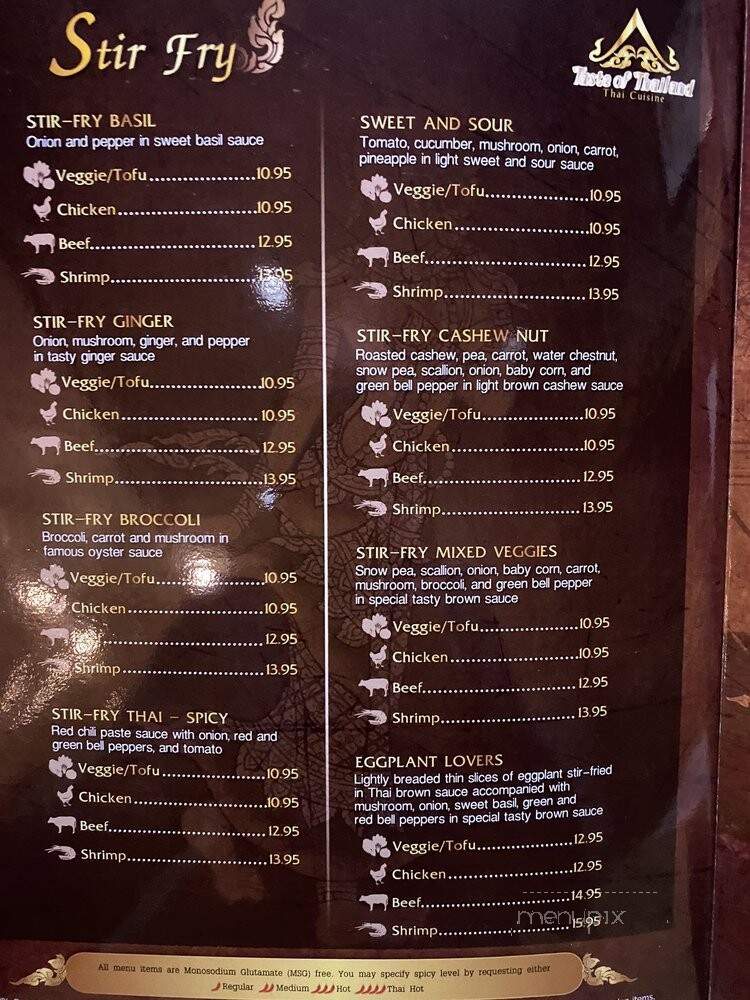 Stir Fry
Taste of Thailand
Thai Cuisine
STIR-FRY BASIL
Onion and pepper in sweet basil sauce
Veggie/Tofu..................10.95
Chicken..................10.95
Beef..................12.95
Shrimp..................13.95
STIR-FRY GINGER
Onion, mushroom, ginger, and pepper
in tasty ginger sauce
Veggie/Tofu..................10.95
Chicken..................10.95
Beef..................12.95
Shrimp..................13.95
STIR-FRY BROCCOLI
Broccoli, carrot and mushroom in
famous oyster sauce
Veggie/Tofu..................10.95
Chicken..................10.95
..................12.95
Shrimp..................13.95
STIR-FRY THAI - SPICY
Red chili paste sauce with onion, red and
green bell peppers, and tomato
Veggie/Tofu..................10.95
Chicken..................10.95
Beef..................12.95
Shrimp..................13.95
SWEET AND SOUR
Tomato, cucumber, mushroom, onion, carrot,
pineapple in light sweet and sour sauce
Veggie/Tofu..................10.95
Chicken..................10.95
Beef..................12.95
Shrimp..................13.95
STIR-FRY CASHEW NUT
Roasted cashew, pea, carrot, water chestnut,
snow pea, scallion, onion, baby corn, and
green bell pepper in light brown cashew sauce
Veggie/Tofu..................10.95
Chicken..................10.95
Beef..................12.95
Shrimp..................13.95
STIR-FRY MIXED VEGGIES
Snow pea, scallion, onion, baby corn, carrot,
mushroom, broccoli, and green bell pepper
in special tasty brown sauce
Veggie/Tofu..................10.95
Chicken..................10.95
Beef..................12.95
Shrimp..................13.95
EGGPLANT LOVERS
Lightly breaded thin slices of eggplant stir-fried
in Thai brown sauce accompanied with
mushroom, onion, sweet basil, green and
red bell peppers in special tasty brown sauce
Veggie/Tofu..................12.95
Chicken..................12.95
Beef..................14.95
Shrimp..................15.95
menupix
All menu items are Monosodium Glutamate (MSG) free. You may specify spicy level by requesting either
Regular Medium Hot Thai Hot
items.